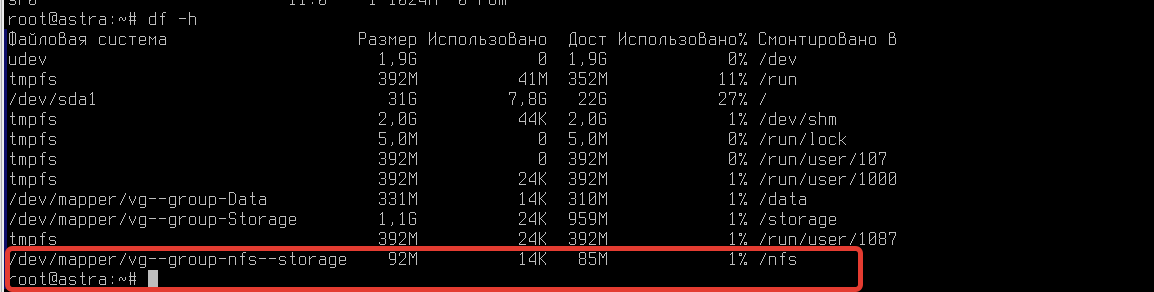 root@astra:~# df -h
Файловая система Размер Использовано Дост Использовано% Смонтировано в
udev 1,9G 0 1,9G 0% /dev
tmpfs 392M 41M 352M 11% /run
/dev/sda1 31G 7,8G 22G 27% /
tmpfs 2,0G 44K 2,0G 1% /dev/shm
tmpfs 5,0M 0 5,0M 0% /run/lock
tmpfs 392M 0 392M 0% /run/user/107
tmpfs 392M 24K 392M 1% /run/user/1000
/dev/mapper/vg--group-Data 331M 14K 310M 1% /data
/dev/mapper/vg--group-Storage 1,1G 24K 959M 1% /storage
tmpfs 392M 24K 392M 1% /run/user/1087
/dev/mapper/vg--group-nfs--storage 92M 14K 85M 1% /nfs
root@astra:~#